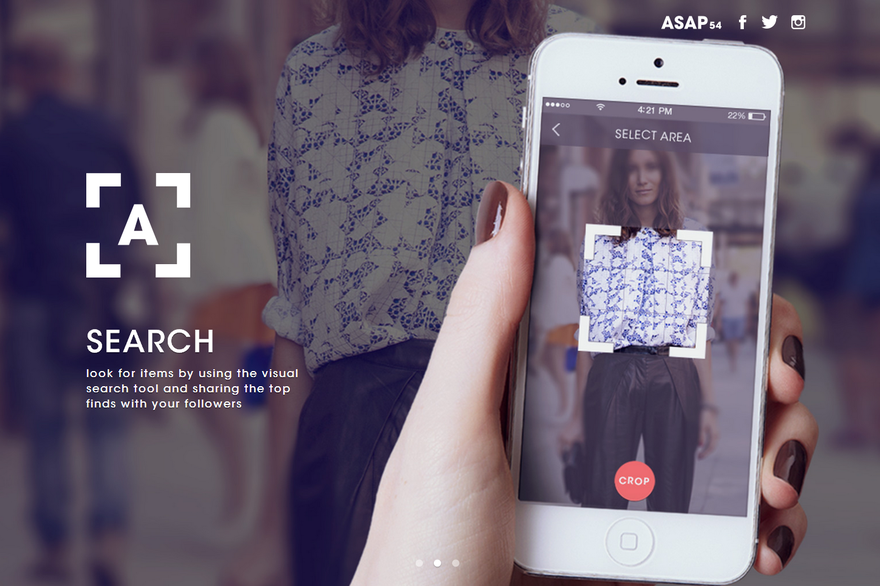 ASAP54
4:21 PM
22%
SELECT AREA
A
SEARCH
look for items by using the visual
search tool and sharing the top
finds with your followers
CROP